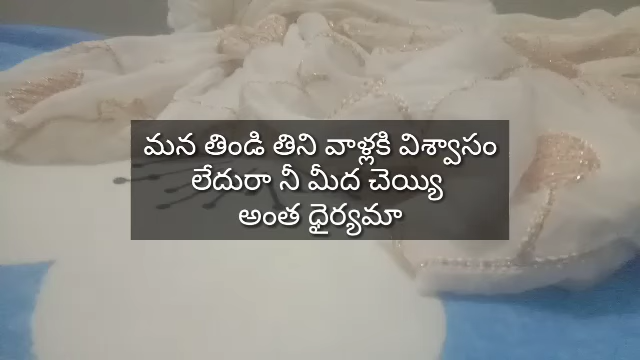 మన తిండి తిని వాళ్లకి విశ్వాసం
లేదురా నీ మీద చెయ్యి
అంత ధైర్యమా